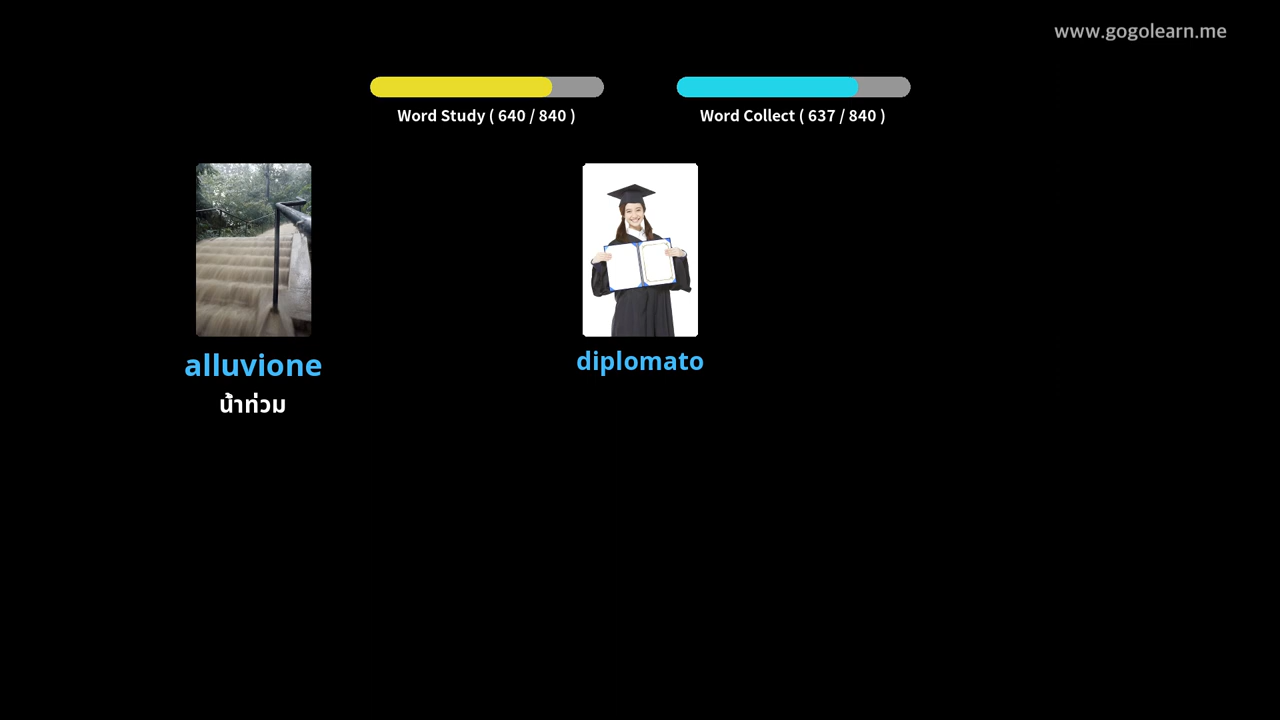 www.gogolearn.me
Word Study ( 640 / 840 )
Word Collect ( 637 / 840 )
alluvione
น้ำท่วม
diplomato